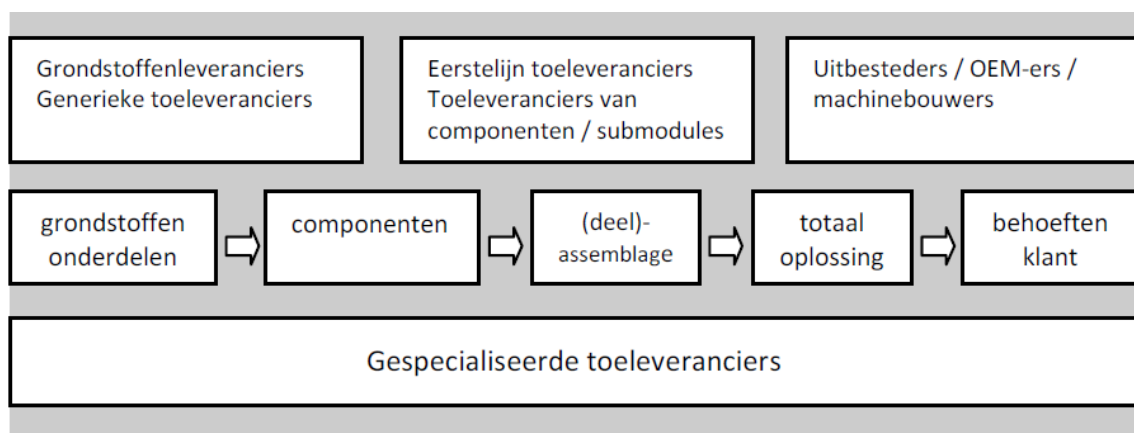 Grondstoffenleveranciers
Generieke toeleveranciers
Eerstelijn toeleveranciers
Toeleveranciers van
componenten / submodules
Uitbesteders / OEM-ers /
machinebouwers
grondstoffen
onderdelen
componenten
(deel)-
assemblage
totaal
oplossing
behoeften
klant
Gespecialiseerde toeleveranciers